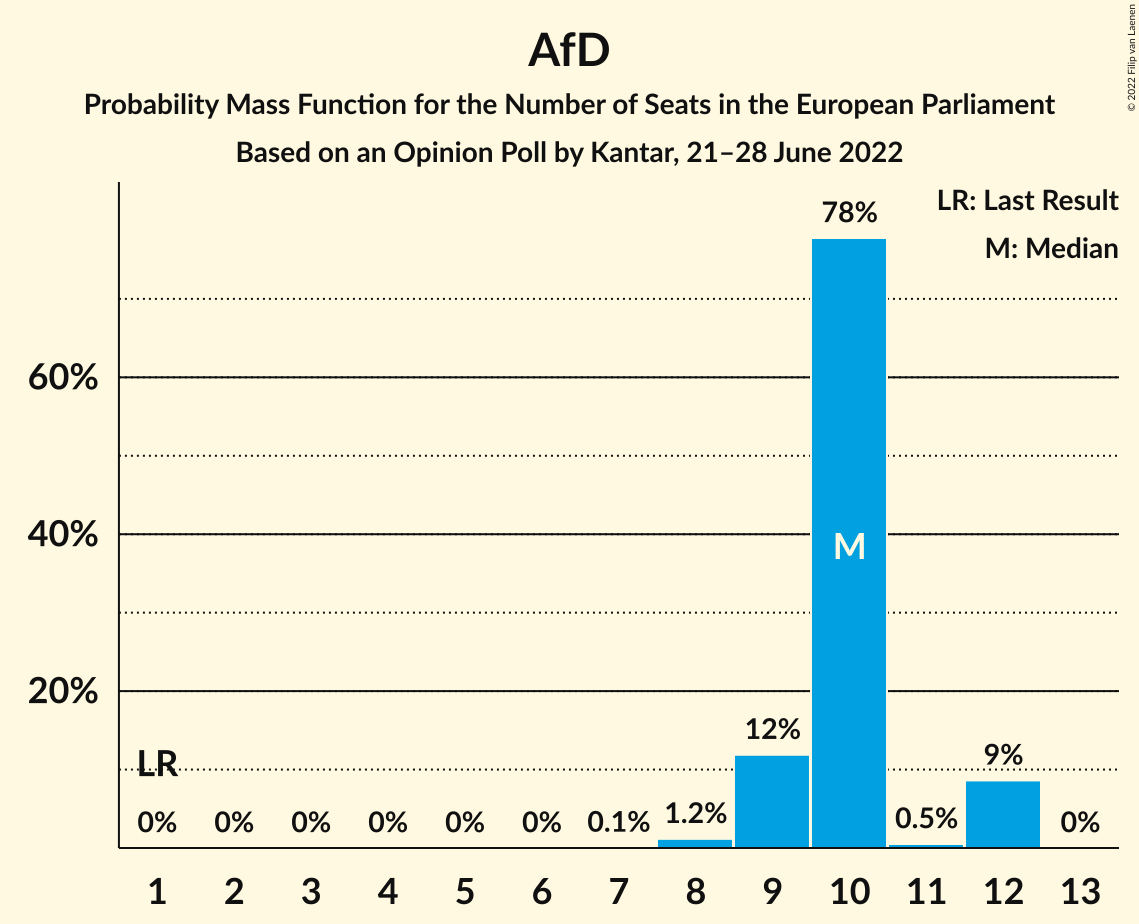 AfD
Probability Mass Function for the Number of Seats in the European Parliament
Based on an Opinion Poll by Kantar, 21–28 June 2022
© 2022 Filip van Laenen
LR: Last Result
M: Median
78%
60%
40%
M
20%
LR
12%
9%
0% 0% 0% 0% 0% 0% 0.1% 1.2% 0.5% 0%
1 2 3 4 5 6 7 8 9 10 11 12 13